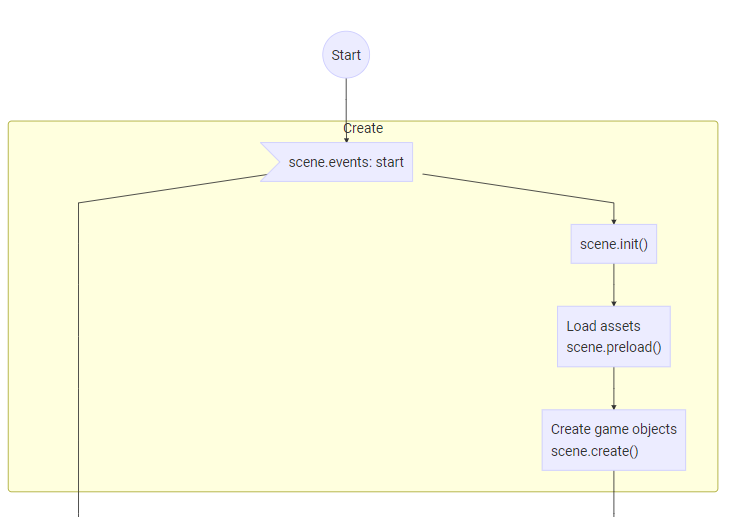 Start
Create
scene.events: start
scene.init()
Load assets
scene.preload()
Create game objects
scene.create()